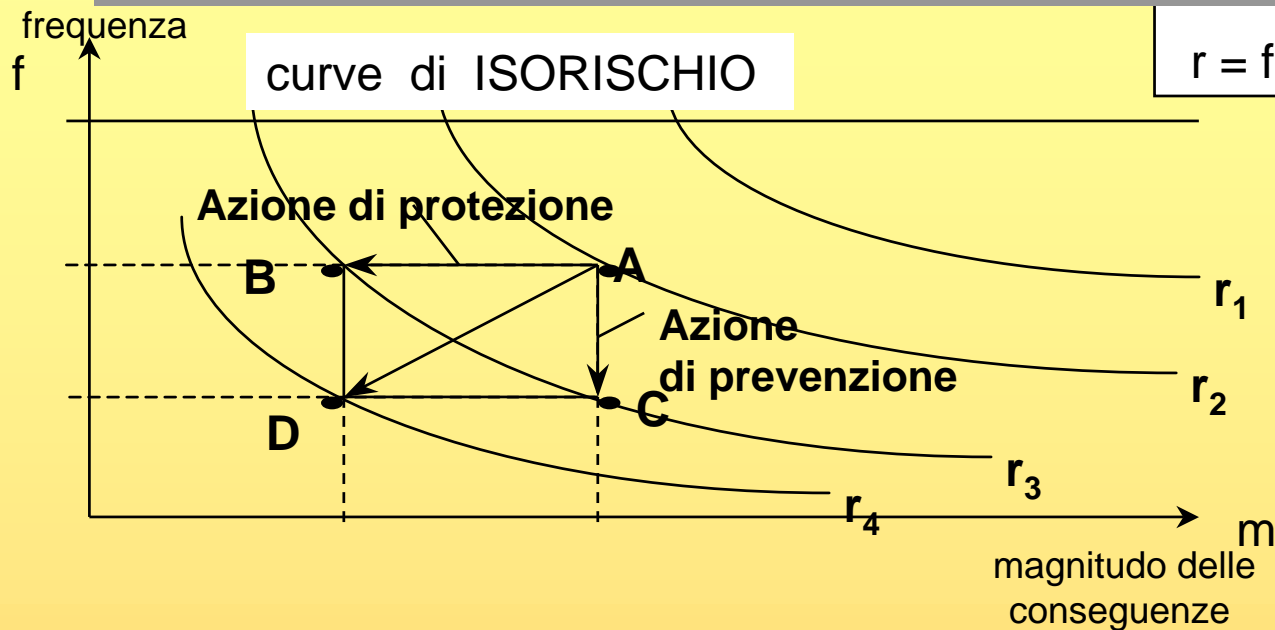 frequenza
f
curve di ISORISCHIO
r = f
Azione di protezione
B
A
r1
Azione
di prevenzione
r2
D
C
r3
r4
m
magnitudo delle
conseguenze